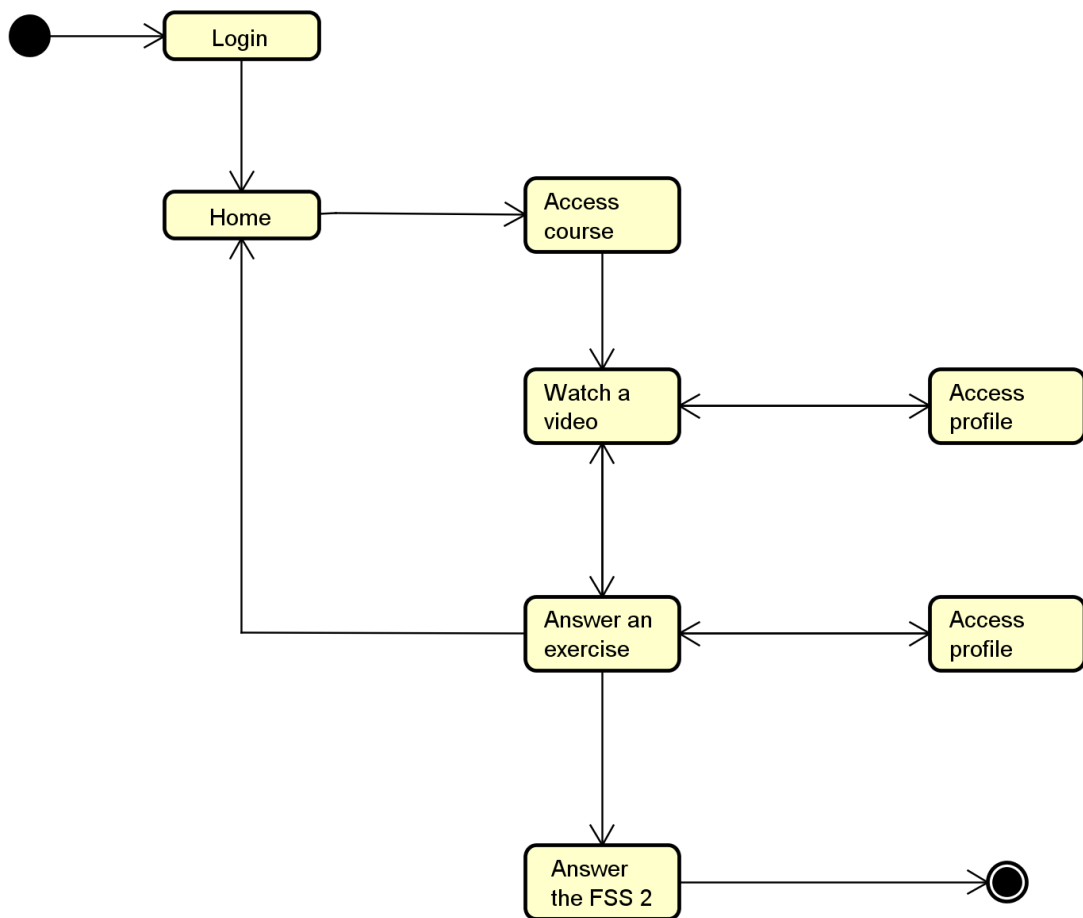 Login
Home
Access
course
Watch a
video
Access
profile
Answer an
exercise
Access
profile
Answer
the FSS 2